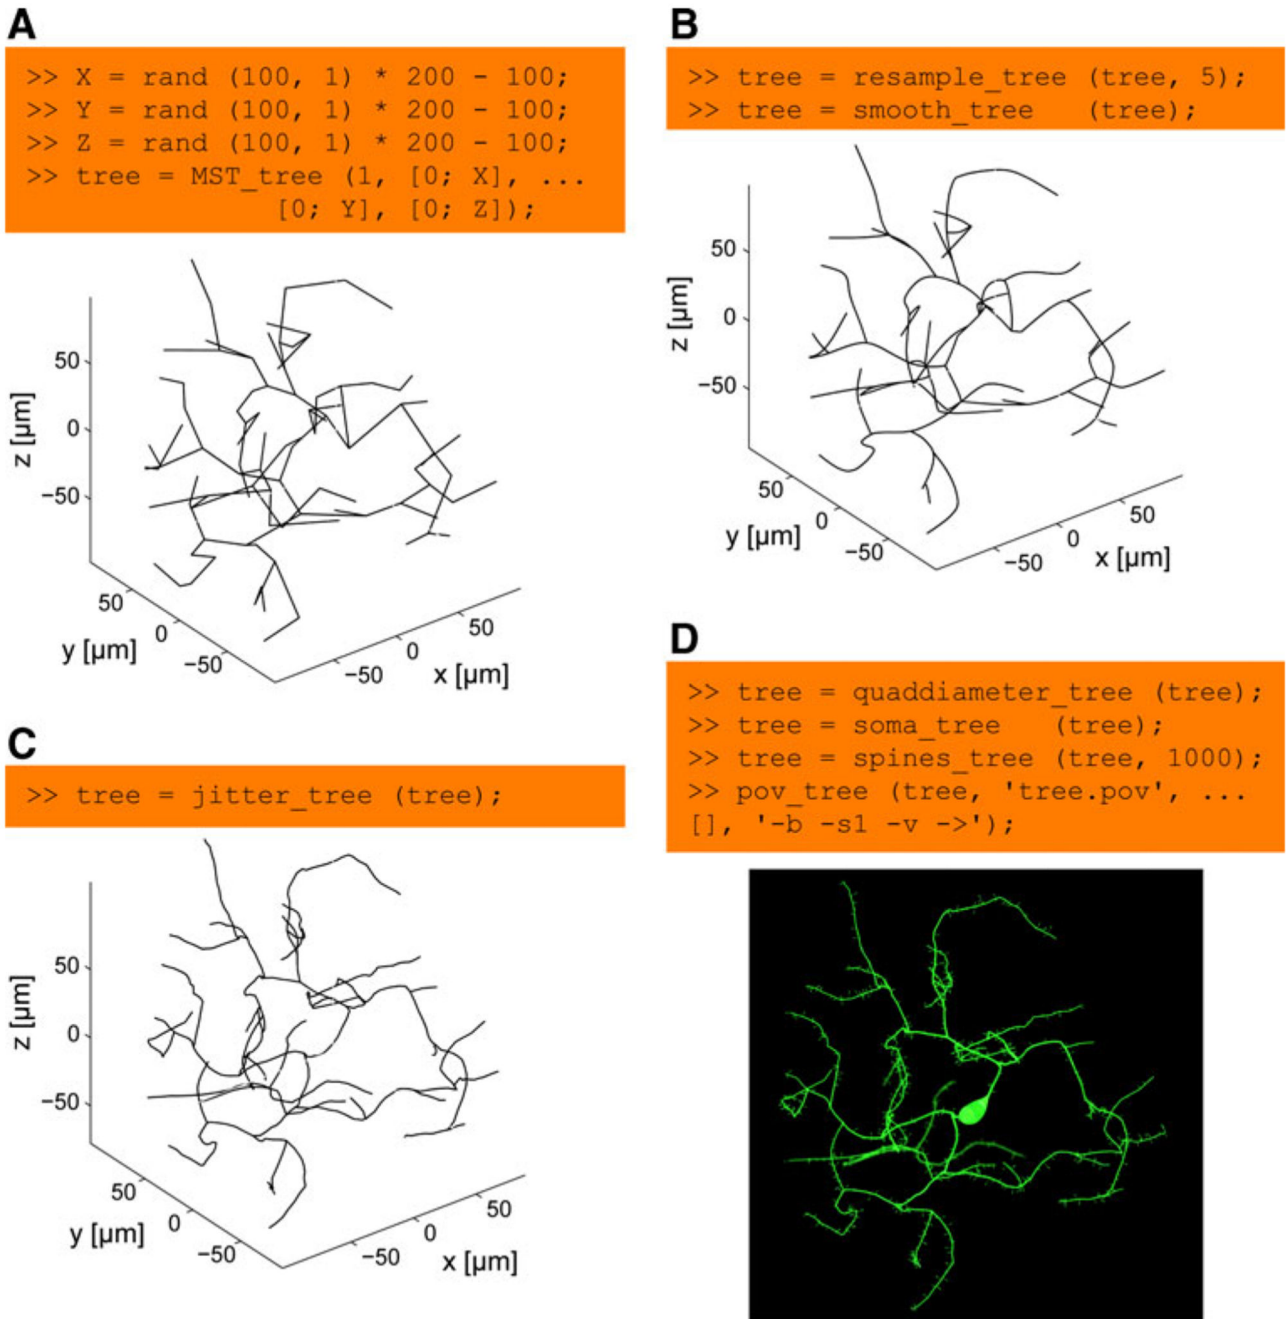 A
>> X = rand (100, 1) * 200 - 100;
>> Y = rand (100, 1) * 200 - 100;
>> Z = rand (100, 1) * 200 - 100;
>> tree = MST_tree (1, [0; X], ...
[0; Y], [0; Z]);
50
0
−50
z [µm]
50
0
−50
y [µm]
−50
0
50
x [µm]
B
>> tree = resample_tree (tree, 5);
>> tree = smooth_tree   (tree);
50
0
−50
z [µm]
50
0
−50
y [µm]
−50
0
50
x [µm]
C
>> tree = jitter_tree (tree);
50
0
−50
z [µm]
50
0
−50
y [µm]
−50
0
50
x [µm]
D
>> tree = quaddiameter_tree (tree);
>> tree = soma_tree   (tree);
>> tree = spines_tree (tree, 1000);
>> pov_tree (tree, 'tree.pov', ...
[], '-b -s1 -v ->');